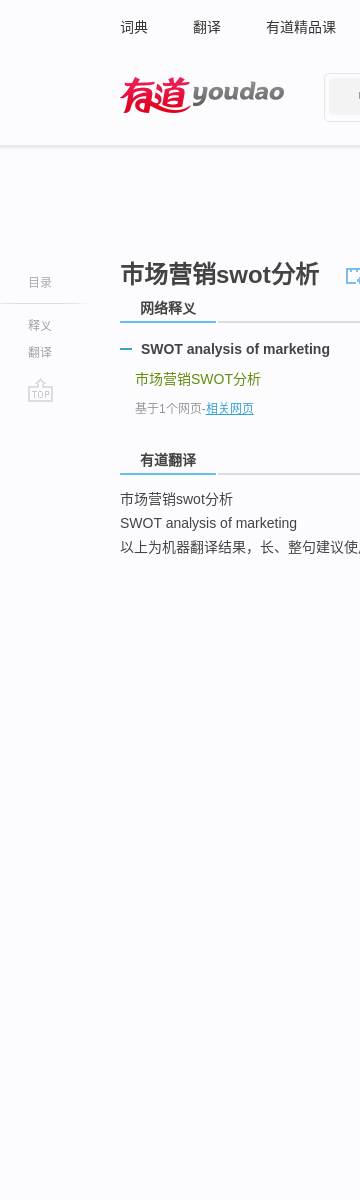 词典 翻译 有道精品课
有道 youdao
目录
释义
翻译
TOP
市场营销swot分析
网络释义
SWOT analysis of marketing
市场营销SWOT分析
基于1个网页-相关网页
有道翻译
市场营销swot分析
SWOT analysis of marketing
以上为机器翻译结果，长、整句建议使